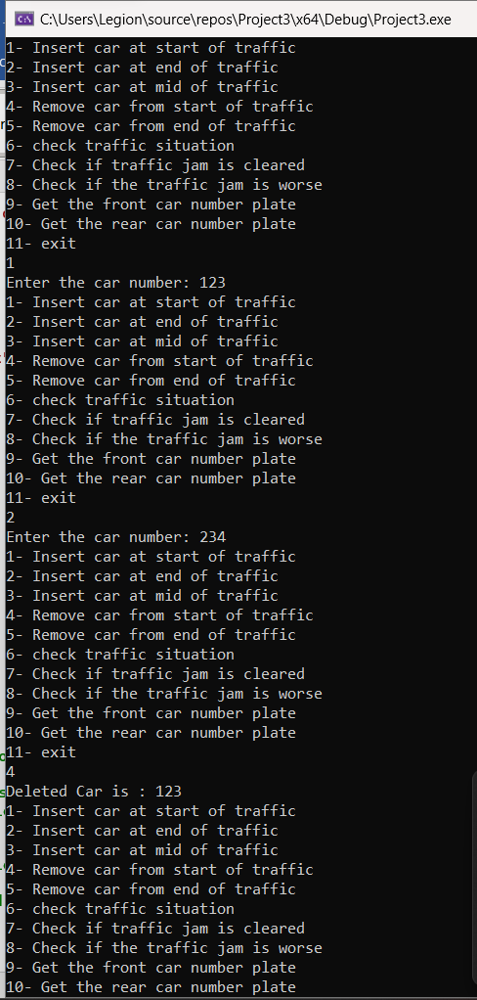 C:\Users\Legion\source\repos\Project3\x64\Debug\Project3.exe
1- Insert car at start of traffic
2- Insert car at end of traffic
3- Insert car at mid of traffic
4- Remove car from start of traffic
5- Remove car from end of traffic
6- check traffic situation
7- Check if traffic jam is cleared
8- Check if the traffic jam is worse
9- Get the front car number plate
10- Get the rear car number plate
11- exit
1
Enter the car number: 123
1- Insert car at start of traffic
2- Insert car at end of traffic
3- Insert car at mid of traffic
4- Remove car from start of traffic
5- Remove car from end of traffic
6- check traffic situation
7- Check if traffic jam is cleared
8- Check if the traffic jam is worse
9- Get the front car number plate
10- Get the rear car number plate
11- exit
2
Enter the car number: 234
1- Insert car at start of traffic
2- Insert car at end of traffic
3- Insert car at mid of traffic
4- Remove car from start of traffic
5- Remove car from end of traffic
6- check traffic situation
7- Check if traffic jam is cleared
8- Check if the traffic jam is worse
9- Get the front car number plate
10- Get the rear car number plate
11- exit
4
Deleted Car is : 123
1- Insert car at start of traffic
2- Insert car at end of traffic
3- Insert car at mid of traffic
4- Remove car from start of traffic
5- Remove car from end of traffic
6- check traffic situation
7- Check if traffic jam is cleared
8- Check if the traffic jam is worse
9- Get the front car number plate
10- Get the rear car number plate